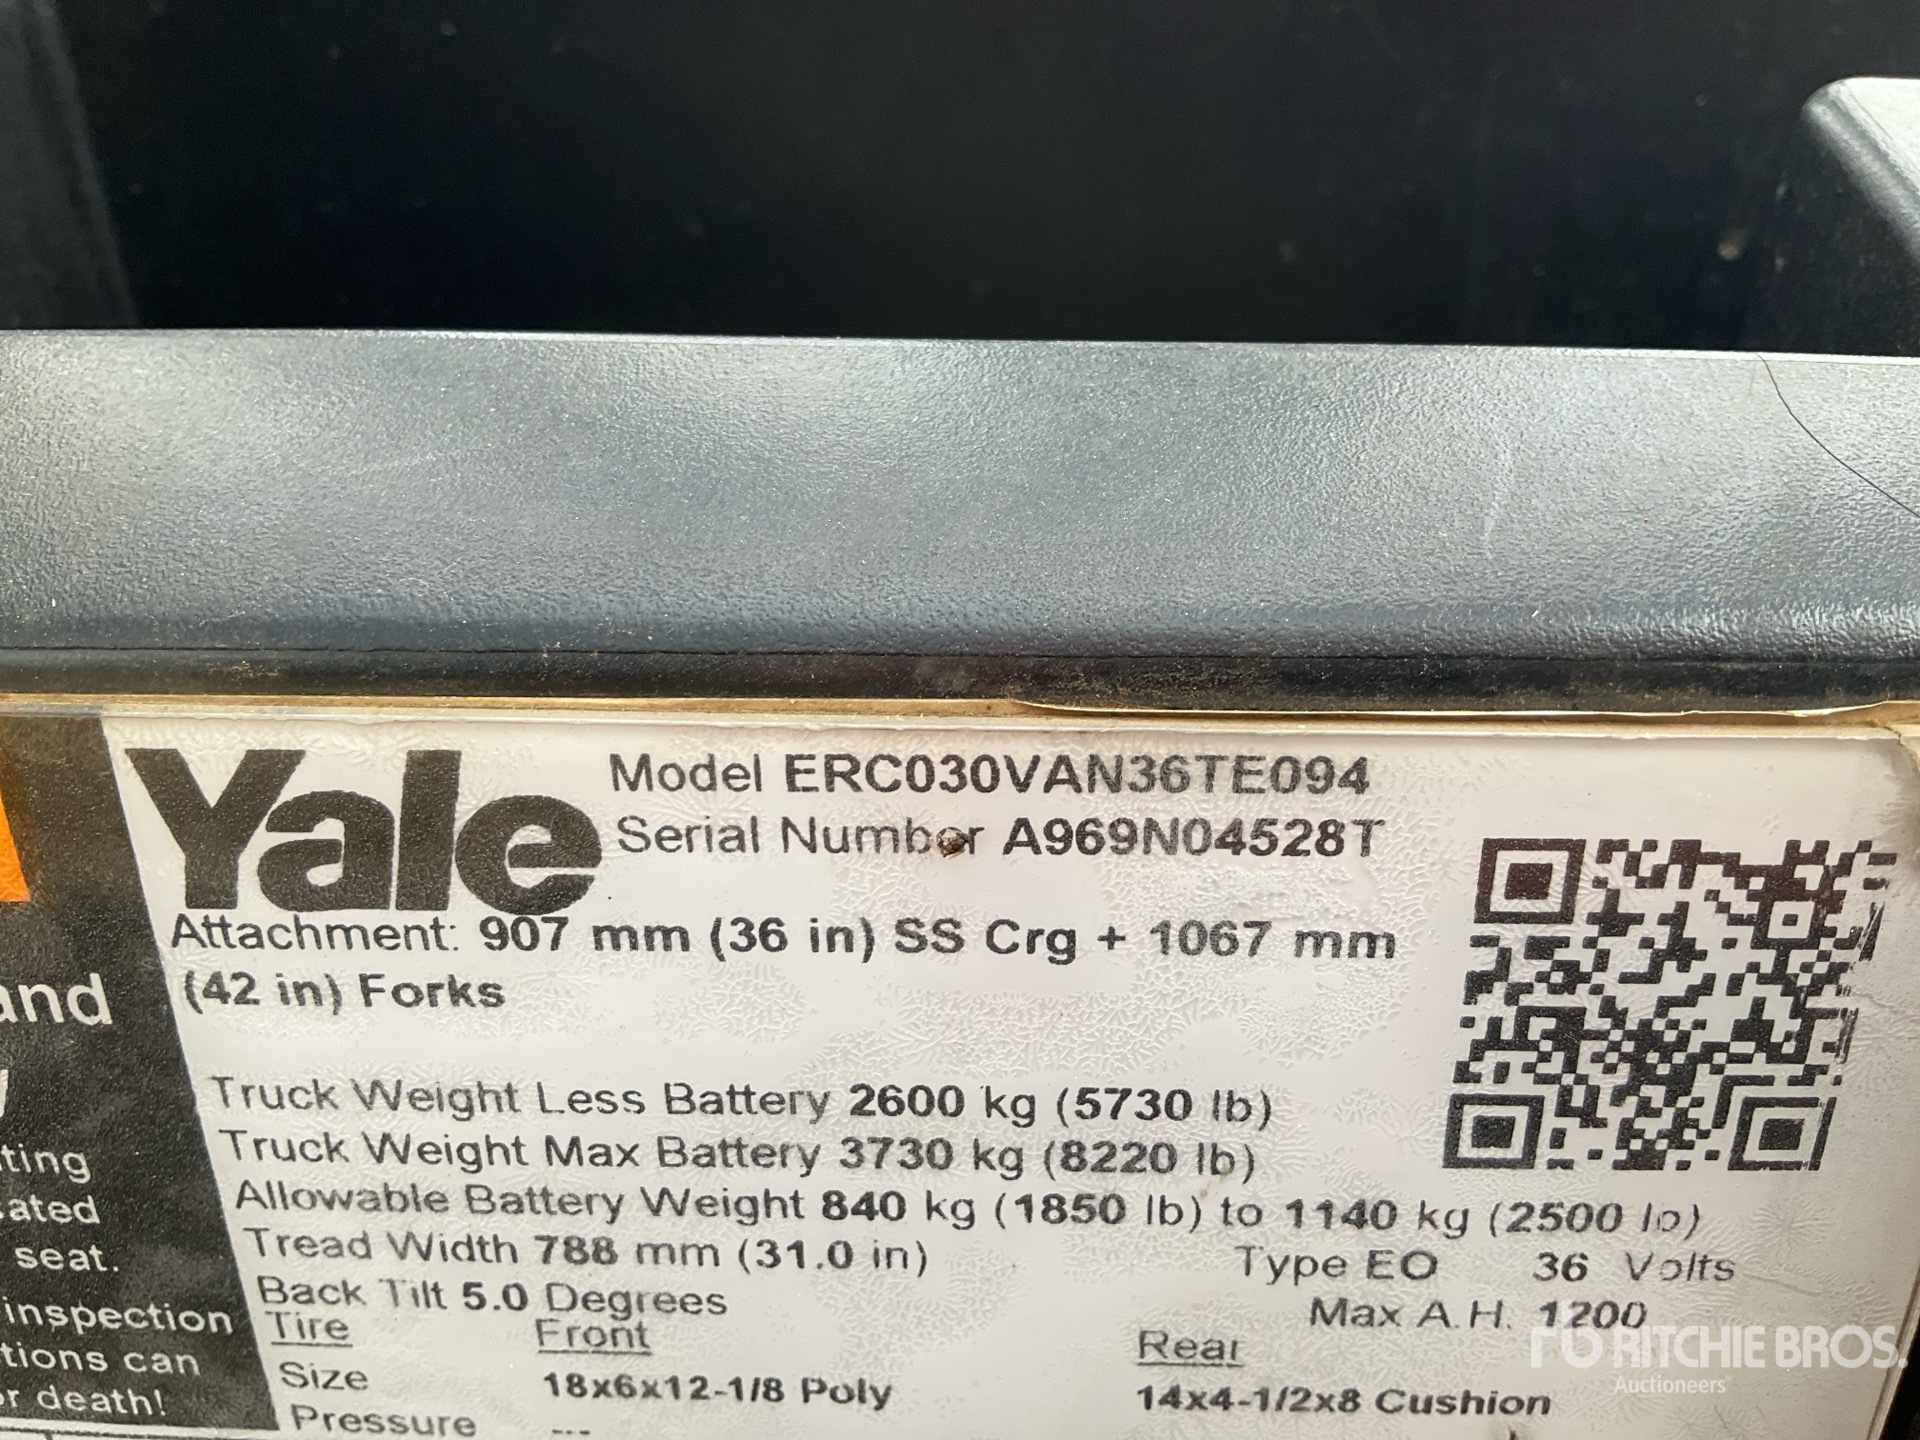 Yale
Model ERC030VAN36TE094
Serial Number A969N04528T
Attachment: 907 mm (36 in) SS Crg + 1067 mm
(42 in) Forks
Truck Weight Less Battery 2600 kg (5730 lb)
Truck Weight Max Battery 3730 kg (8220 lb)
Allowable Battery Weight 840 kg (1850 lb) to 1140 kg (2500 lb)
Tread Width 788 mm (31.0 in)
Type EO 36 Volts
Back Tilt 5.0 Degrees
Max A.H. 1200
Tire Front Rear
Size 18x6x12-1/8 Poly 14x4-1/2x8 Cushion
Pressure ---
and
ting
seat.
inspection
tions can
or death!
RITCHIE BROS.
Auctioneers